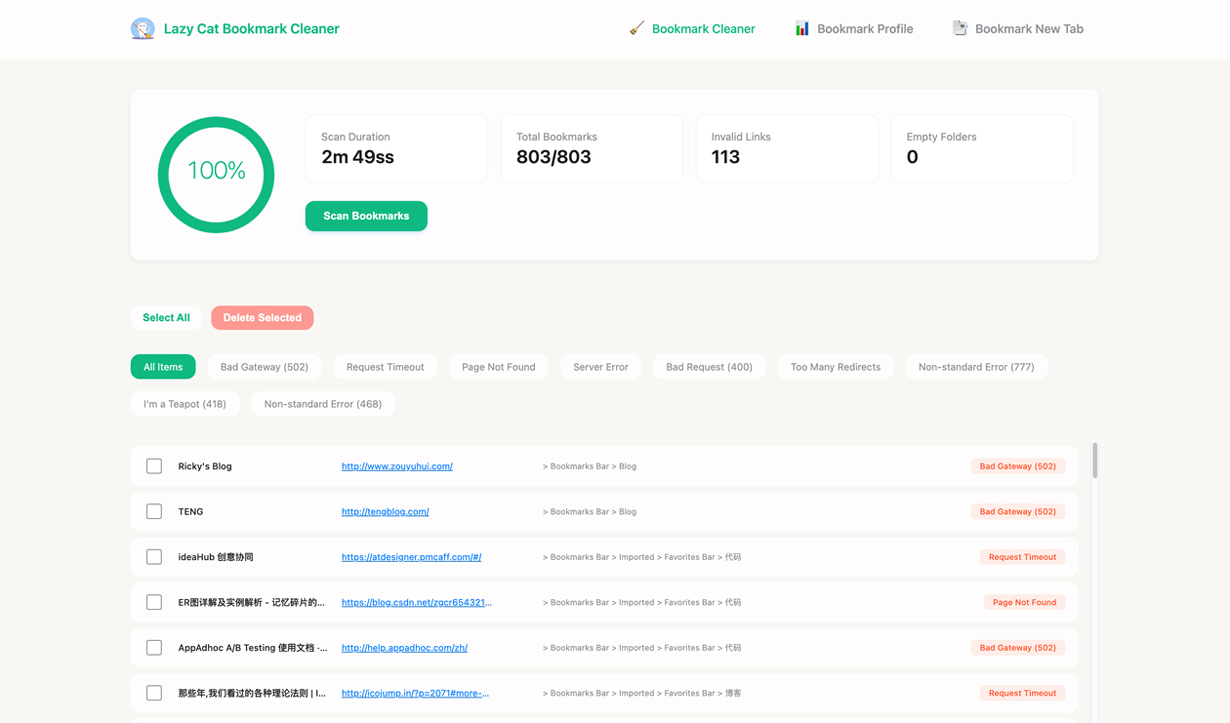 Lazy Cat Bookmark Cleaner
Bookmark Cleaner
Bookmark Profile
Bookmark New Tab
100%
Scan Duration
2m 49ss
Total Bookmarks
803/803
Invalid Links
113
Empty Folders
0
Scan Bookmarks
Select All
Delete Selected
All Items
Bad Gateway (502)
Request Timeout
Page Not Found
Server Error
Bad Request (400)
Too Many Redirects
Non-standard Error (777)
I'm a Teapot (418)
Non-standard Error (468)
Ricky's Blog http://www.zouyuhui.com/ > Bookmarks Bar > Blog Bad Gateway (502)
TENG http://tengblog.com/ > Bookmarks Bar > Blog Bad Gateway (502)
ideaHub 创意协同 https://atdesigner.pmcaff.com/#/ > Bookmarks Bar > Imported > Favorites Bar > 代码 Request Timeout
ER图详解及实例解析 - 记忆碎片的... https://blog.csdn.net/zgcr654321... > Bookmarks Bar > Imported > Favorites Bar > 代码 Page Not Found
AppAdhoc A/B Testing 使用文档 ·... http://help.appadhoc.com/zh/ > Bookmarks Bar > Imported > Favorites Bar > 代码 Bad Gateway (502)
那些年,我们看过的各种理论法则 | I... http://icojump.in/?p=2071#more-... > Bookmarks Bar > Imported > Favorites Bar > 博客 Request Timeout